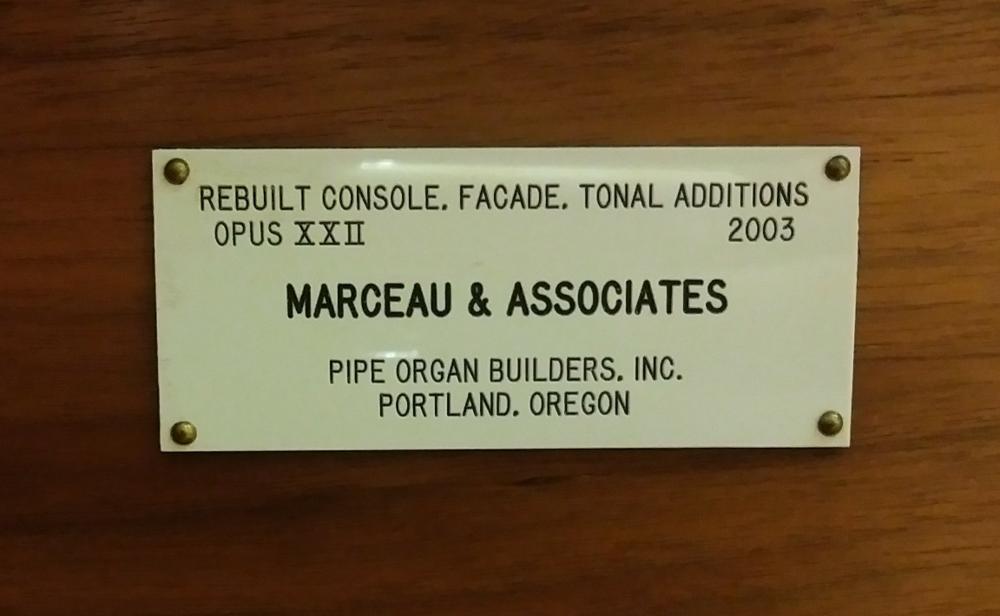 REBUILT CONSOLE, FACADE, TONAL ADDITIONS
OPUS XXII 2003
MARCEAU & ASSOCIATES
PIPE ORGAN BUILDERS, INC.
PORTLAND, OREGON